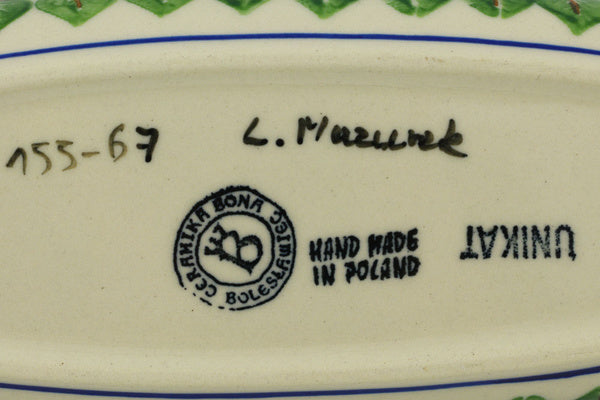 155-67
L. Mazurek
CERAMIKA BONA BOLESŁAWIEC
B
HAND MADE
IN POLAND
UNIKAT